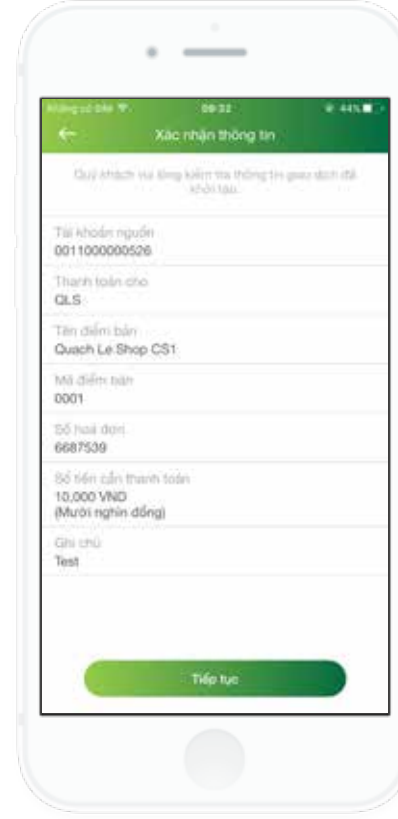 Không có SIM 09:32 44%
Xác nhận thông tin
Quý khách vui lòng kiểm tra thông tin giao dịch đã
khởi tạo.
Tài khoản nguồn
0011000000526
Thanh toán cho
QLS
Tên điểm bán
Quach Le Shop CS1
Mã điểm bán
0001
Số hoá đơn
6687539
Số tiền cần thanh toán
10,000 VND
(Mười nghìn đồng)
Ghi chú
Test
Tiếp tục